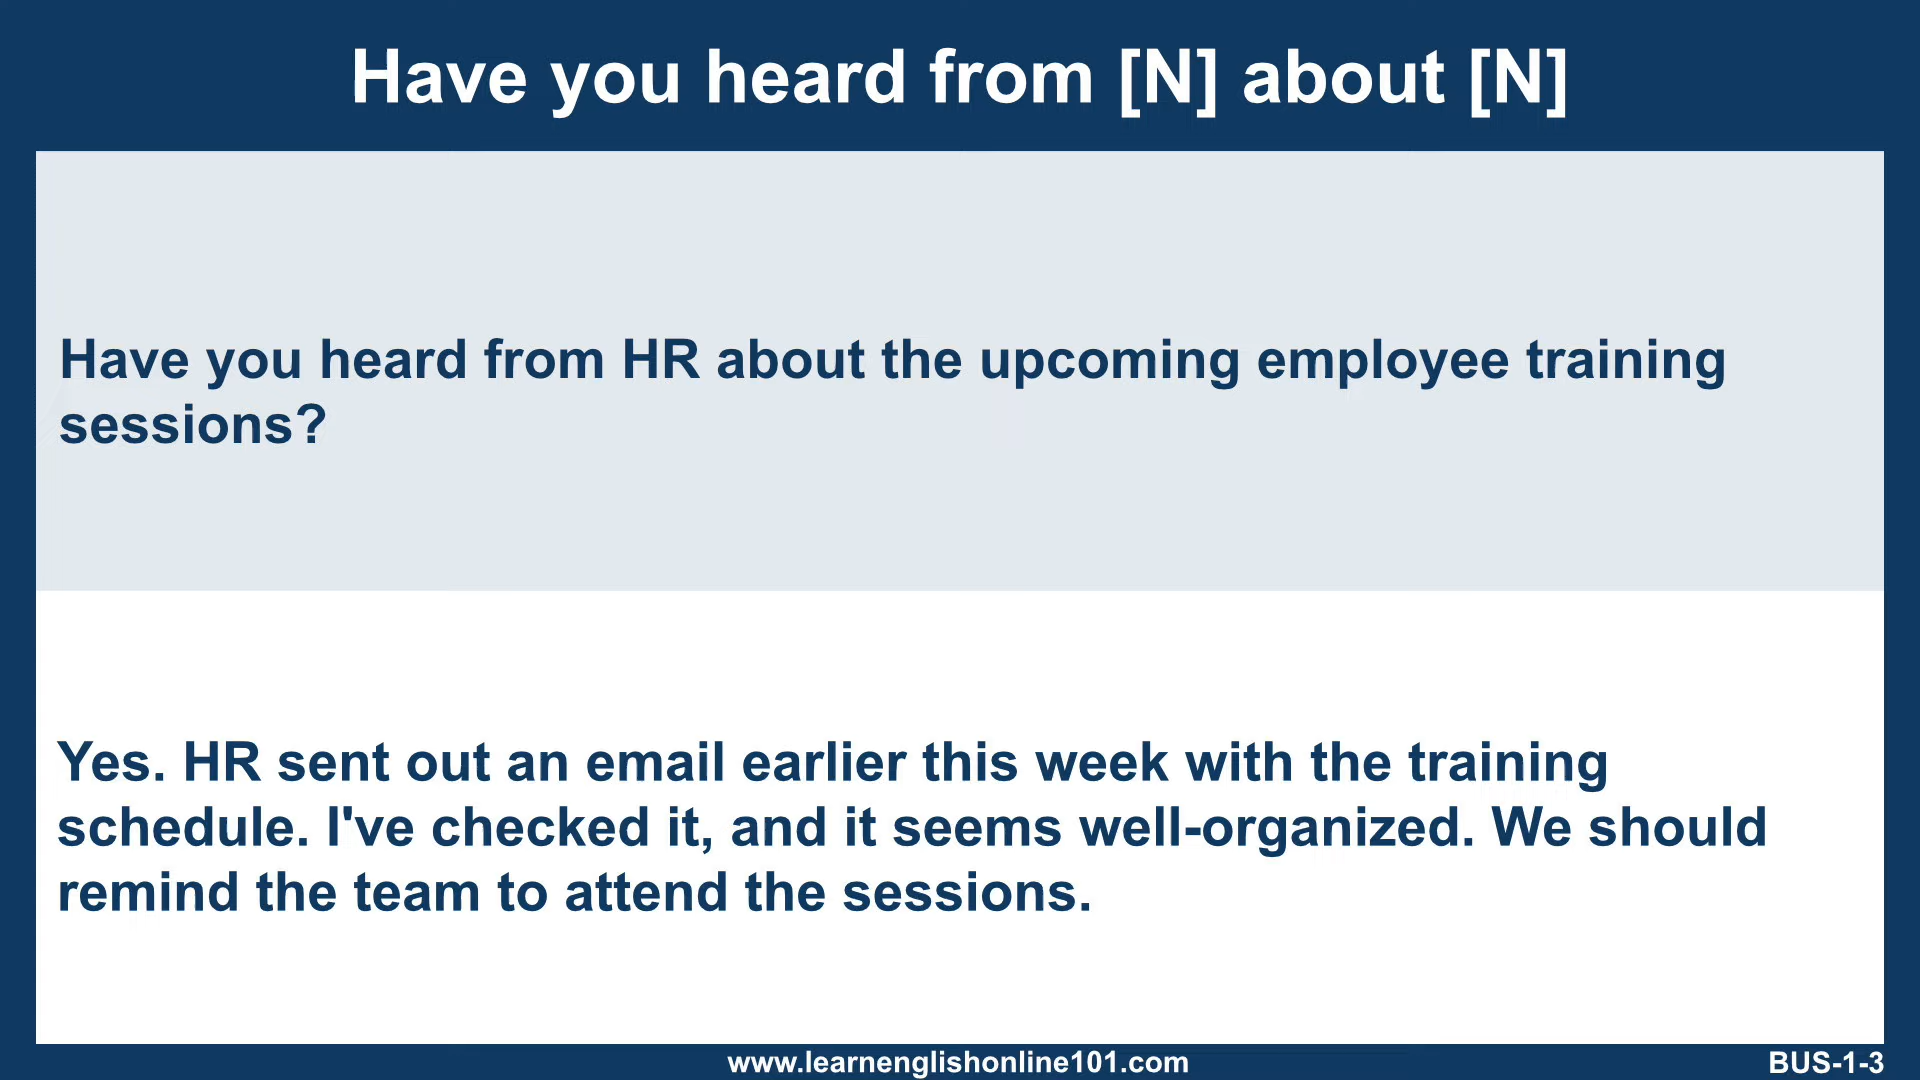 Have you heard from [N] about [N]
Have you heard from HR about the upcoming employee training
sessions?
Yes. HR sent out an email earlier this week with the training
schedule. I've checked it, and it seems well-organized. We should
remind the team to attend the sessions.
www.learnenglishonline101.com
BUS-1-3